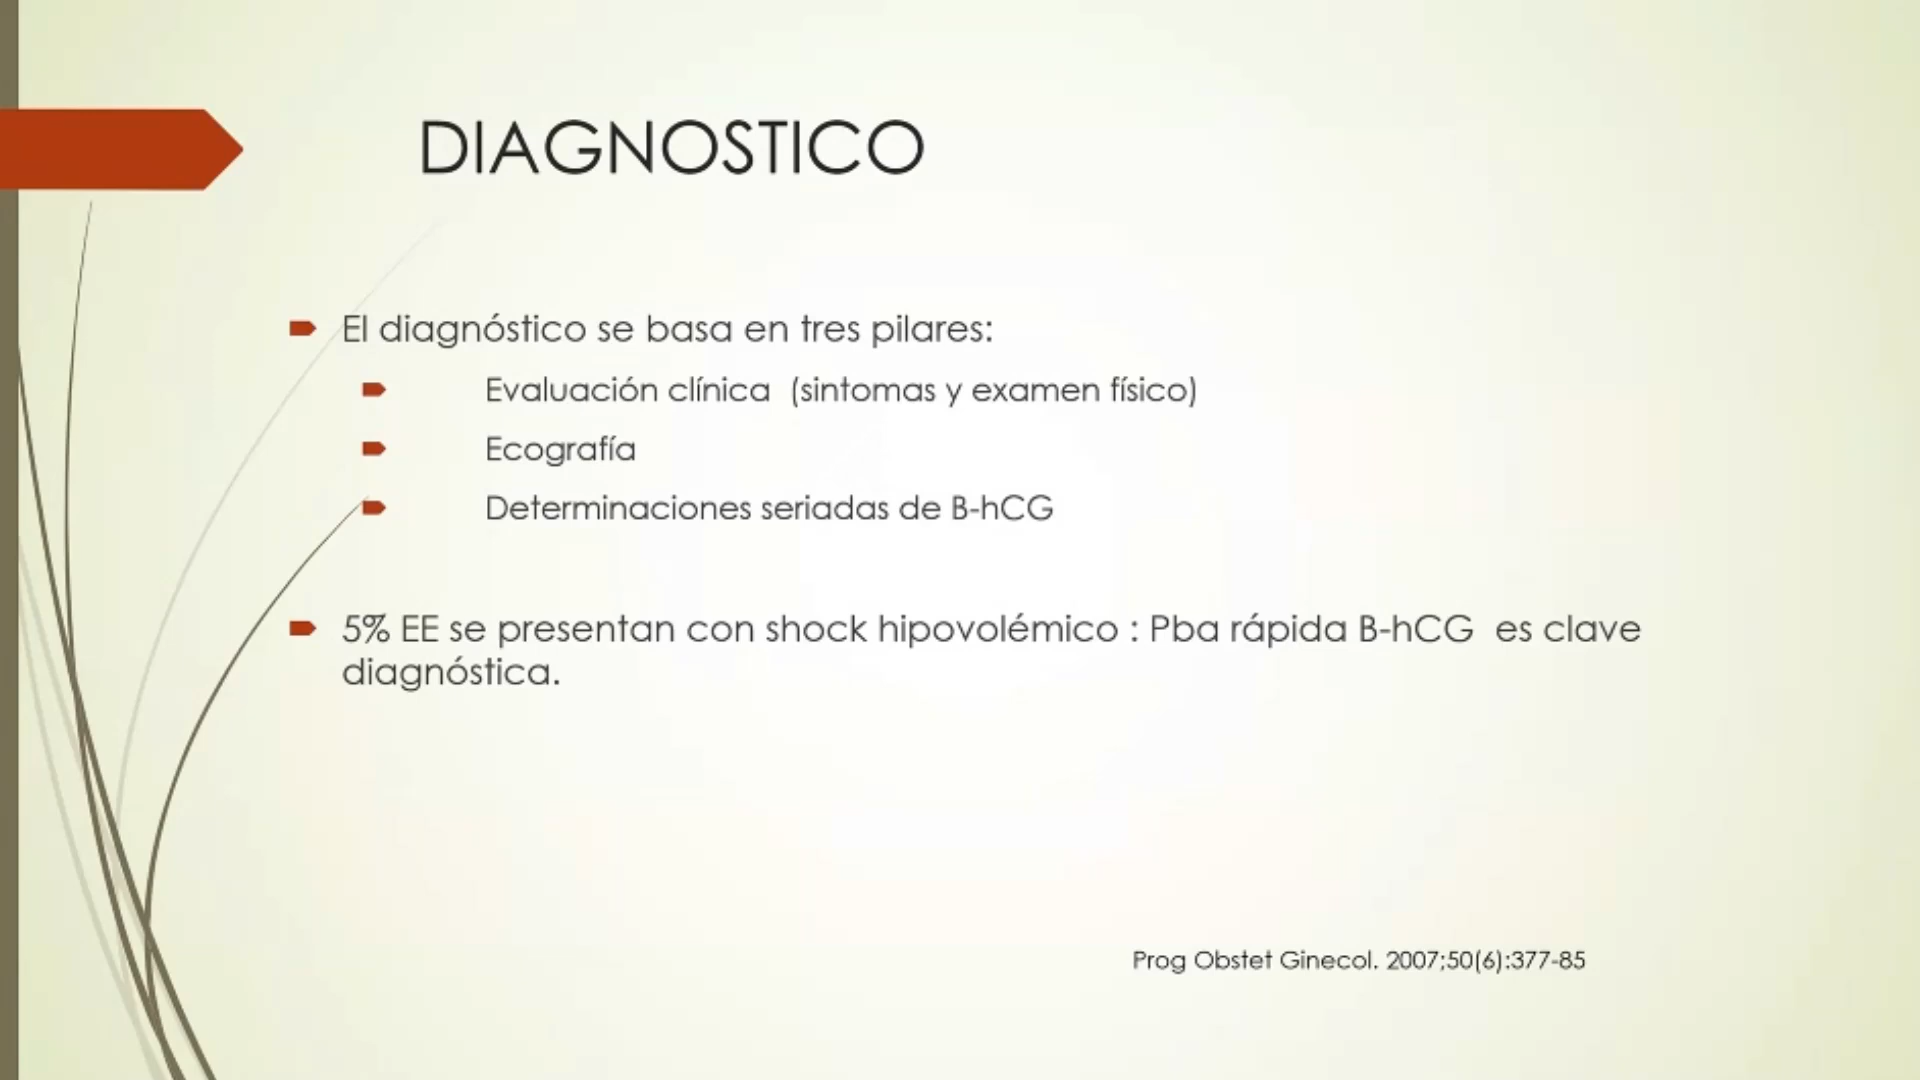 DIAGNOSTICO
El diagnóstico se basa en tres pilares:
Evaluación clínica (sintomas y examen físico)
Ecografía
Determinaciones seriadas de B-hCG
5% EE se presentan con shock hipovolémico : Pba rápida B-hCG es clave
diagnóstica.
Prog Obstet Ginecol. 2007;50(6):377-85